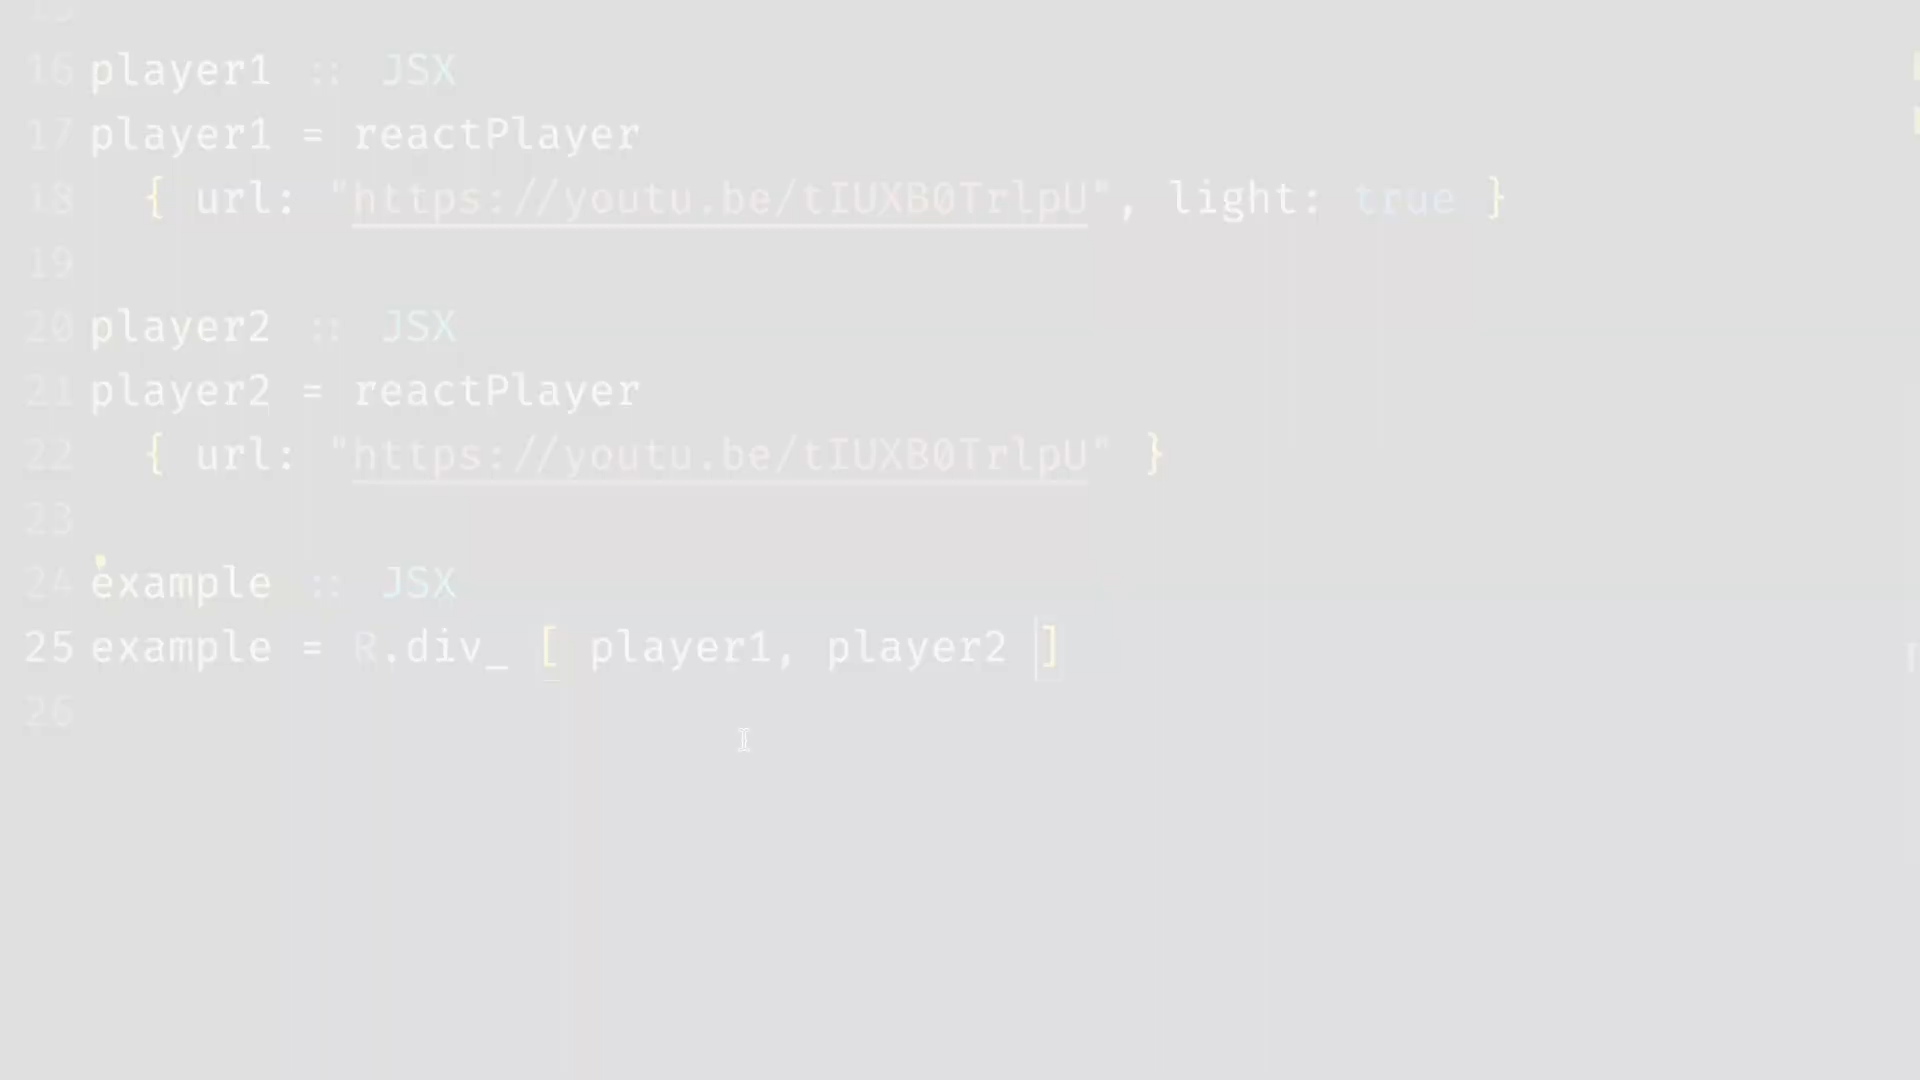 16 player1 :: JSX
17 player1 = reactPlayer
18 { url: "https://youtu.be/tIUXB0TrlpU", light: true }
19
20 player2 :: JSX
21 player2 = reactPlayer
22 { url: "https://youtu.be/tIUXB0TrlpU" }
23
24 example :: JSX
25 example = R.div_ [ player1, player2 ]
26